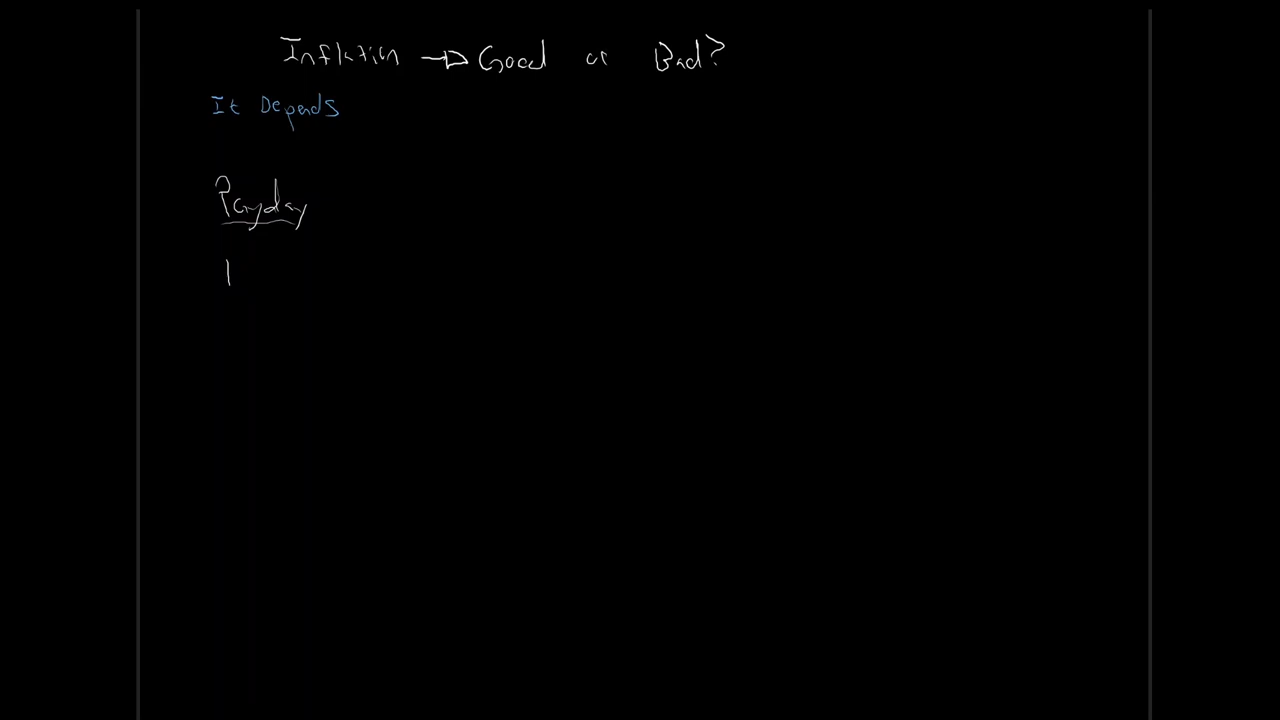 Inflation → Good or Bad?
It Depends
Payday